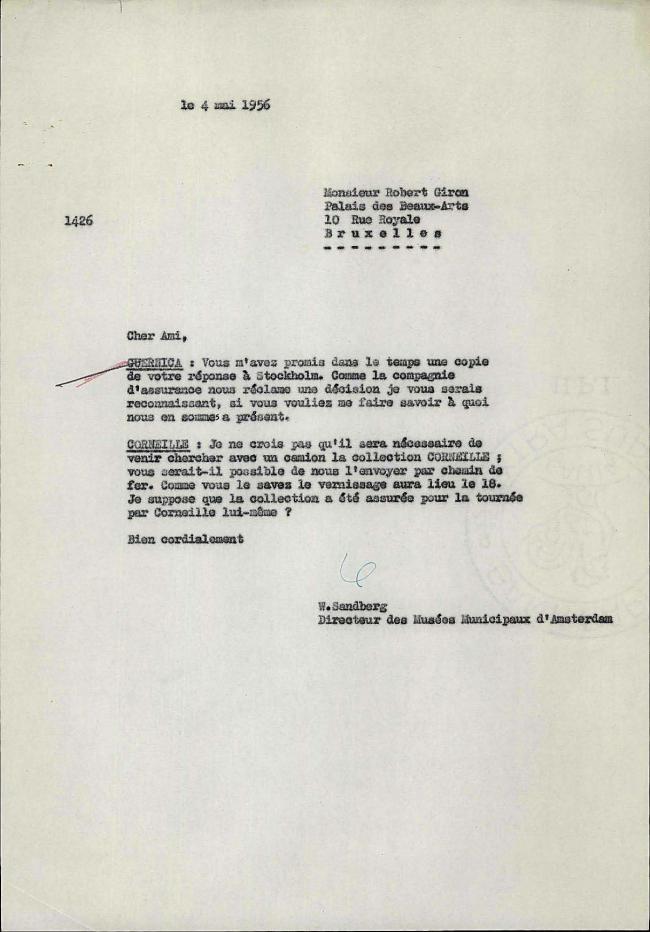 le 4 mai 1956
Monsieur Robert Giron
Palais des Beaux-Arts
10 Rue Royale
1426
Bruxelles
Cher Ami,
GUERNICA : Vous m'avez promis dans le temps une copie
de votre réponse à Stockholm. Comme la compagnie
d'assurance nous réclame une décision je vous serais
reconnaissant, si vous vouliez me faire savoir à quoi
nous en sommes a présent.
CORNEILLE : Je ne crois pas qu'il sera nécessaire de
venir chercher avec un camion la collection CORNEILLE ;
vous serait-il possible de nous l'envoyer par chemin de
fer. Comme vous le savez le vernissage aura lieu le 18.
Je suppose que la collection a été assurée pour la tournée
par Corneille lui-même ?
Bien cordialement
W.Sandberg
Directeur des Musées Municipaux d'Amsterdam